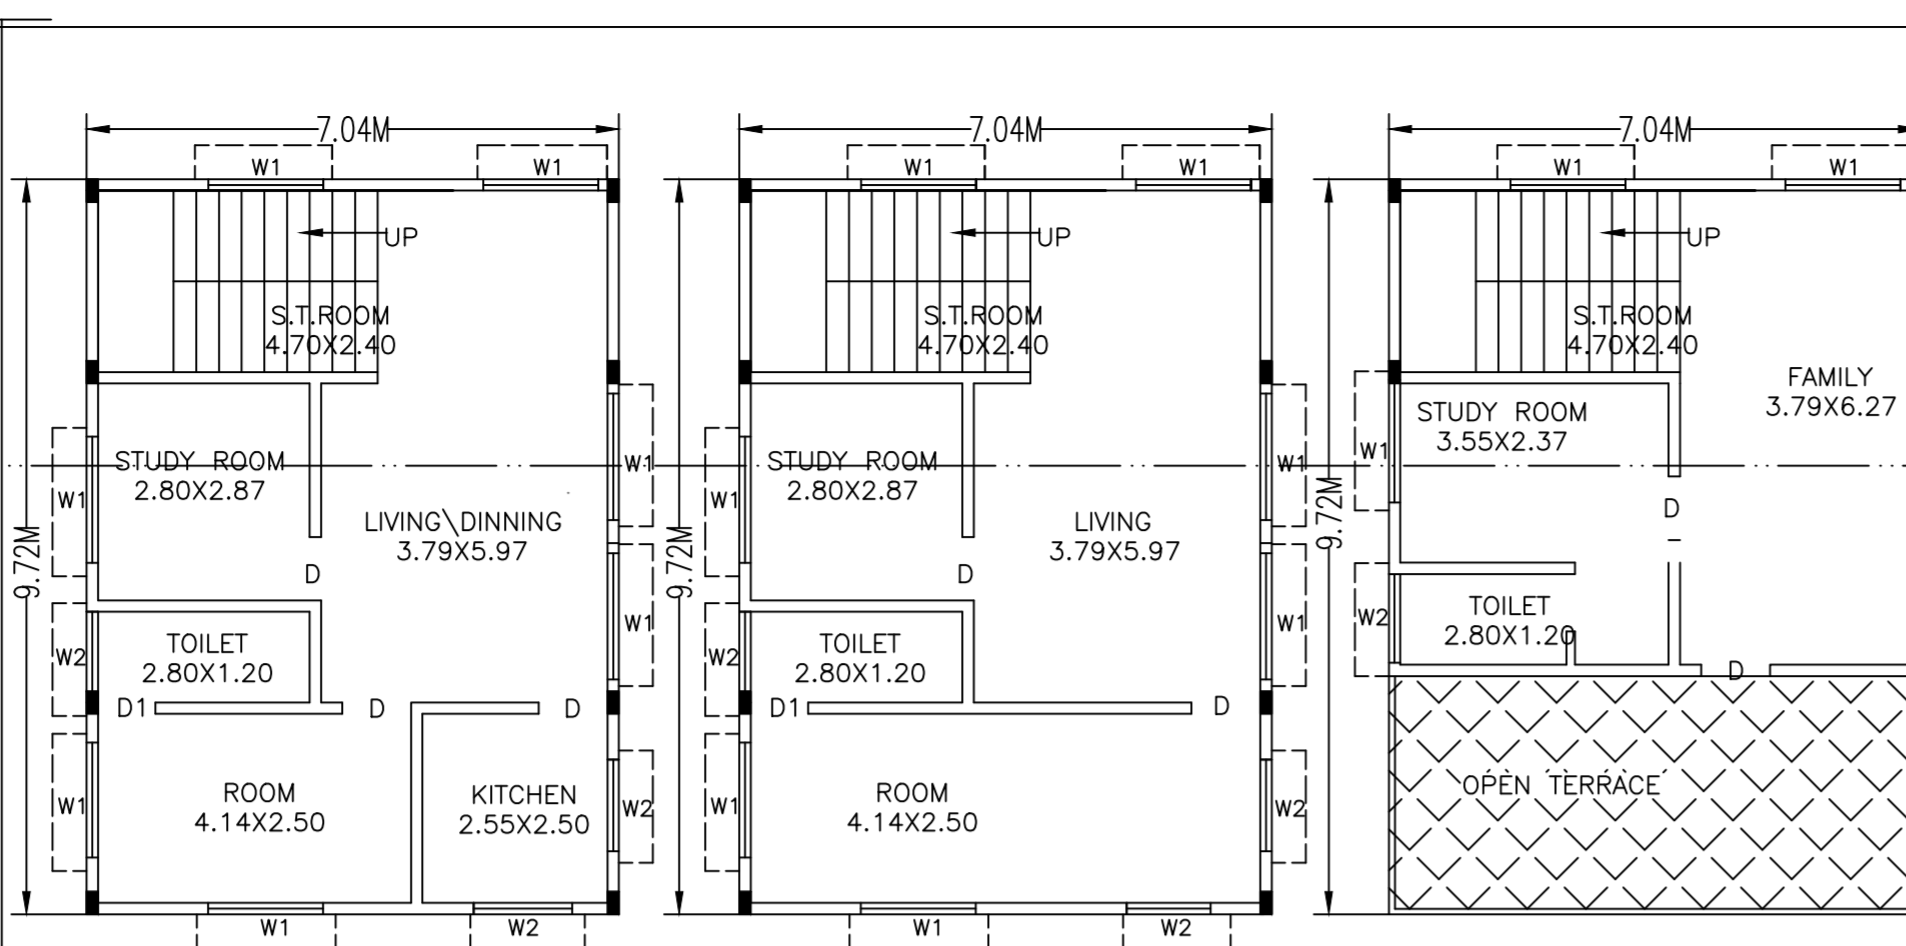 7.04M
W1
W1
UP
S.T.ROOM
4.70X2.40
STUDY ROOM
2.80X2.87
W1
W1
9.72M
LIVING\DINNING
3.79X5.97
D
W1
TOILET
2.80X1.20
W2
D1
D
D
ROOM
4.14X2.50
W1
KITCHEN
2.55X2.50
W2
W1
W2
7.04M
W1
W1
UP
S.T.ROOM
4.70X2.40
STUDY ROOM
2.80X2.87
W1
W1
9.72M
LIVING
3.79X5.97
D
W1
TOILET
2.80X1.20
W2
D1
D
ROOM
4.14X2.50
W1
W2
W1
W2
7.04M
W1
W1
UP
S.T.ROOM
4.70X2.40
FAMILY
3.79X6.27
STUDY ROOM
3.55X2.37
W1
9.72M
D
TOILET
2.80X1.20
W2
D
OPEN TERRACE